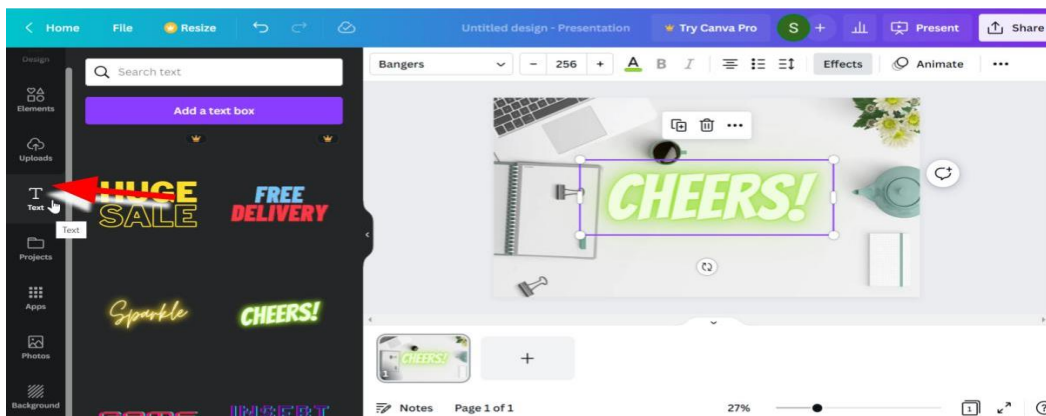 Home File Resize Untitled design - Presentation Try Canva Pro S + Present Share
Design
Elements
Uploads
Text
Text
Projects
Apps
Photos
Background
Search text
Add a text box
HUGE
SALE
FREE
DELIVERY
Sparkle
CHEERS!
Bangers - 256 + A B I Effects Animate
CHEERS!
CHEERS!
1
+
Notes Page 1 of 1 27% 1